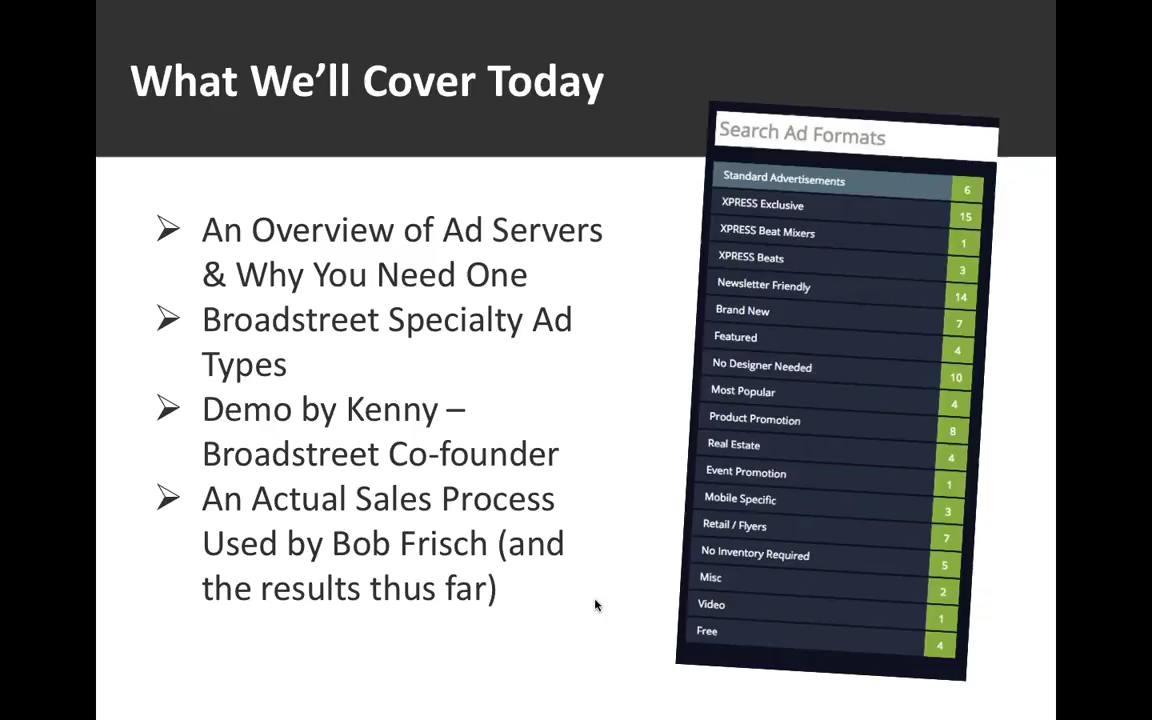 What We'll Cover Today
An Overview of Ad Servers
& Why You Need One
Broadstreet Specialty Ad
Types
Demo by Kenny –
Broadstreet Co-founder
An Actual Sales Process
Used by Bob Frisch (and
the results thus far)
Search Ad Formats
Standard Advertisements 6
XPRESS Exclusive 15
XPRESS Beat Mixers 1
XPRESS Beats 3
Newsletter Friendly 14
Brand New 7
Featured 4
No Designer Needed 10
Most Popular 4
Product Promotion 8
Real Estate 4
Event Promotion 1
Mobile Specific 3
Retail / Flyers 7
No Inventory Required 5
Misc 2
Video 1
Free 4